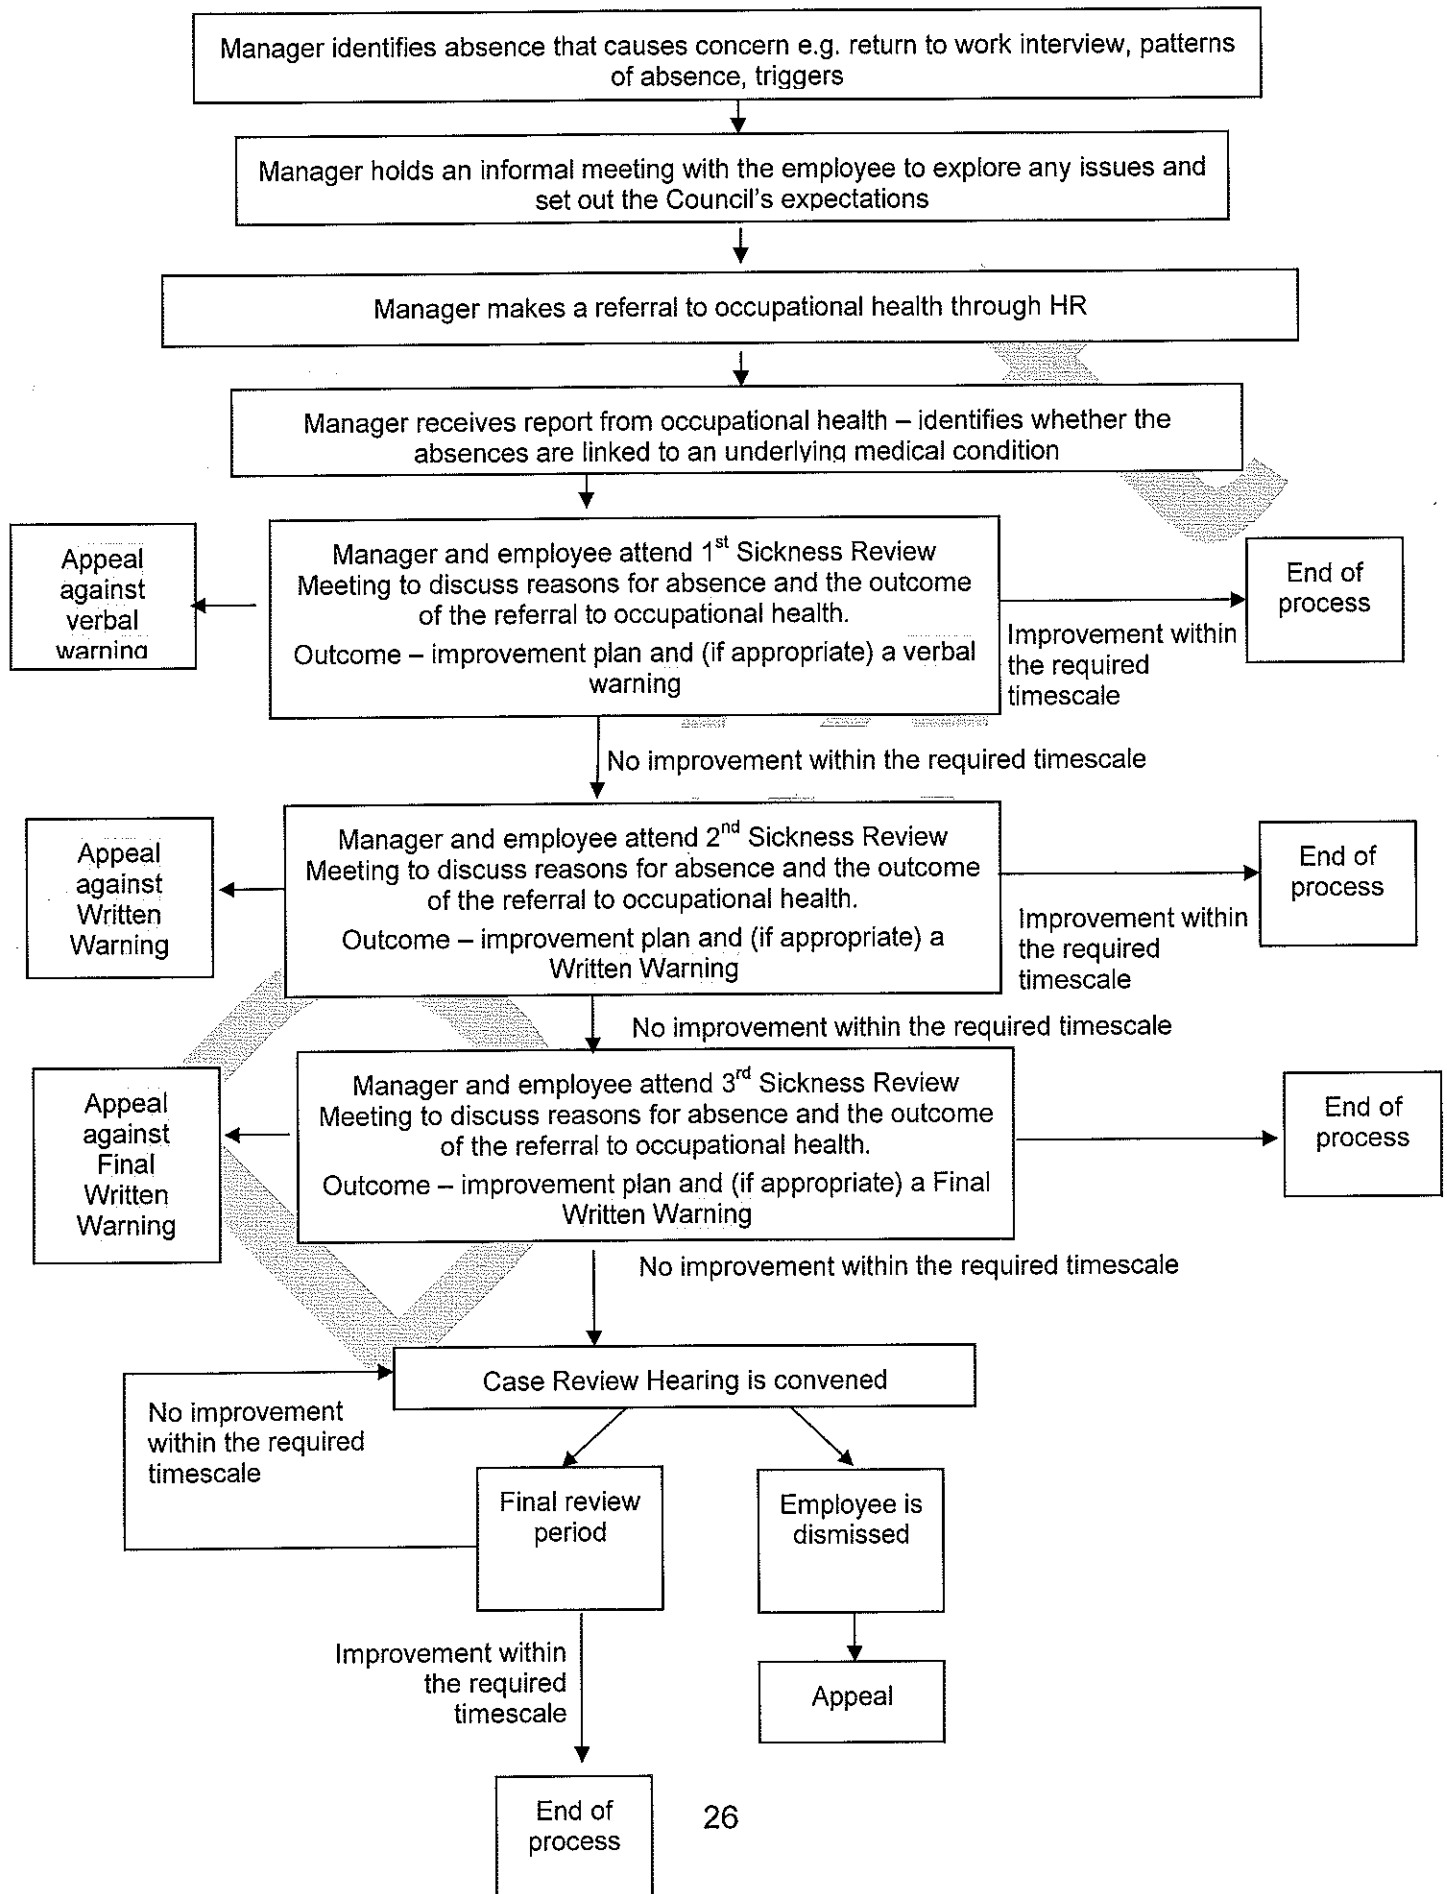 Manager identifies absence that causes concern e.g. return to work interview, patterns
of absence, triggers
Manager holds an informal meeting with the employee to explore any issues and
set out the Council's expectations
Manager makes a referral to occupational health through HR
Manager receives report from occupational health – identifies whether the
absences are linked to an underlying medical condition
Appeal
against
verbal
warning
Manager and employee attend 1st Sickness Review
Meeting to discuss reasons for absence and the outcome
of the referral to occupational health.
Outcome – improvement plan and (if appropriate) a verbal
warning
End of
process
Improvement within
the required
timescale
No improvement within the required timescale
Appeal
against
Written
Warning
Manager and employee attend 2nd Sickness Review
Meeting to discuss reasons for absence and the outcome
of the referral to occupational health.
Outcome – improvement plan and (if appropriate) a
Written Warning
End of
process
Improvement within
the required
timescale
No improvement within the required timescale
Appeal
against
Final
Written
Warning
Manager and employee attend 3rd Sickness Review
Meeting to discuss reasons for absence and the outcome
of the referral to occupational health.
Outcome – improvement plan and (if appropriate) a Final
Written Warning
End of
process
No improvement within the required timescale
Case Review Hearing is convened
No improvement
within the required
timescale
Final review
period
Employee is
dismissed
Improvement within
the required
timescale
Appeal
End of
process
26